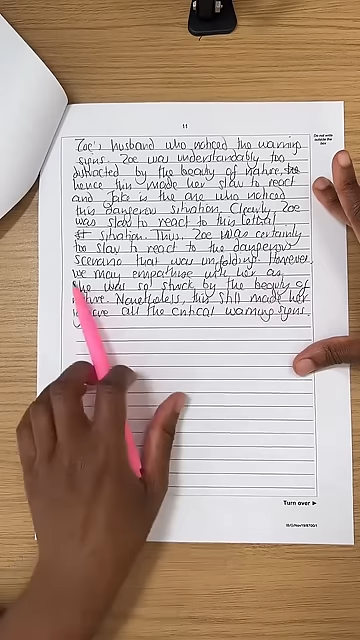 11
Do not write
outside the
box
Zoe's husband who noticed the warning
signs. Zoe was understandably too
distracted by the beauty of nature,
hence this made her slow to react
and Jake is the one who noticed
this dangerous situation. Clearly Zoe
was slow to react to this lethal
situation. Thus Zoe was certainly
too slow to react to the dangerous
scenario that was unfolding. However,
we may empathise with her as
she was so struck by the beauty of
nature. Nonetheless, this still made her
ignore all the critical warning signs.
Turn over ►
IB/G/Nov19/8700/1